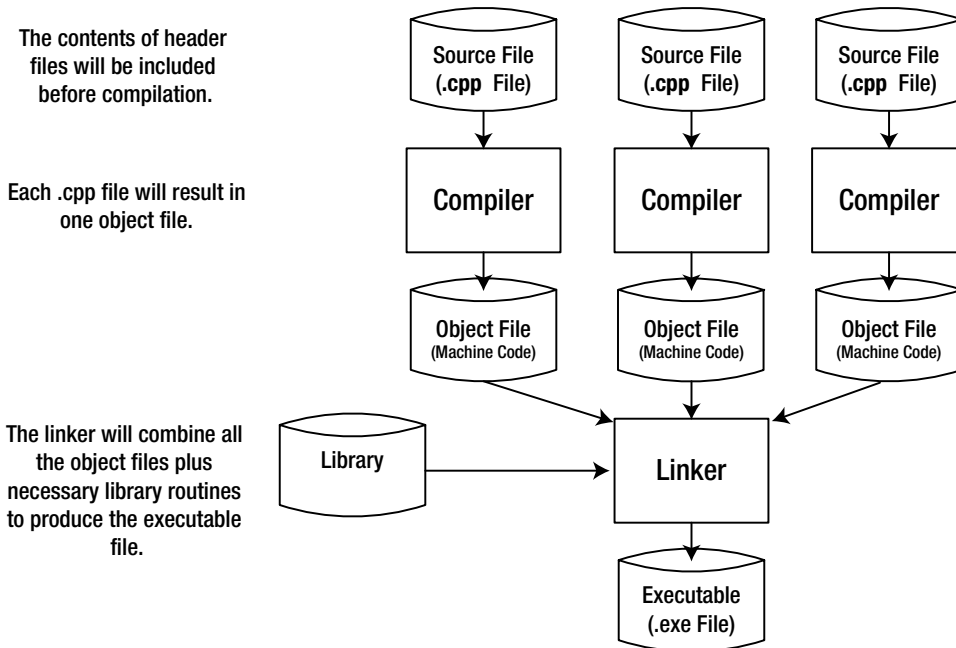 The contents of header
files will be included
before compilation.
Source File
(.cpp File)
Source File
(.cpp File)
Source File
(.cpp File)
Each .cpp file will result in
one object file.
Compiler
Compiler
Compiler
Object File
(Machine Code)
Object File
(Machine Code)
Object File
(Machine Code)
The linker will combine all
the object files plus
necessary library routines
to produce the executable
file.
Library
Linker
Executable
(.exe File)